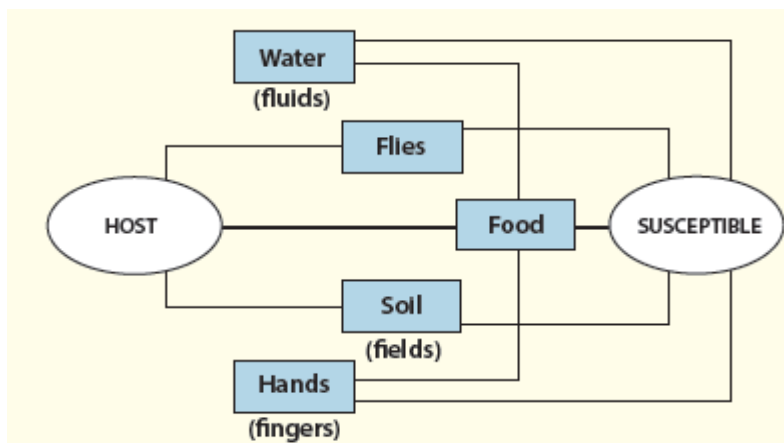 Water
(fluids)
Flies
HOST
Food
SUSCEPTIBLE
Soil
(fields)
Hands
(fingers)